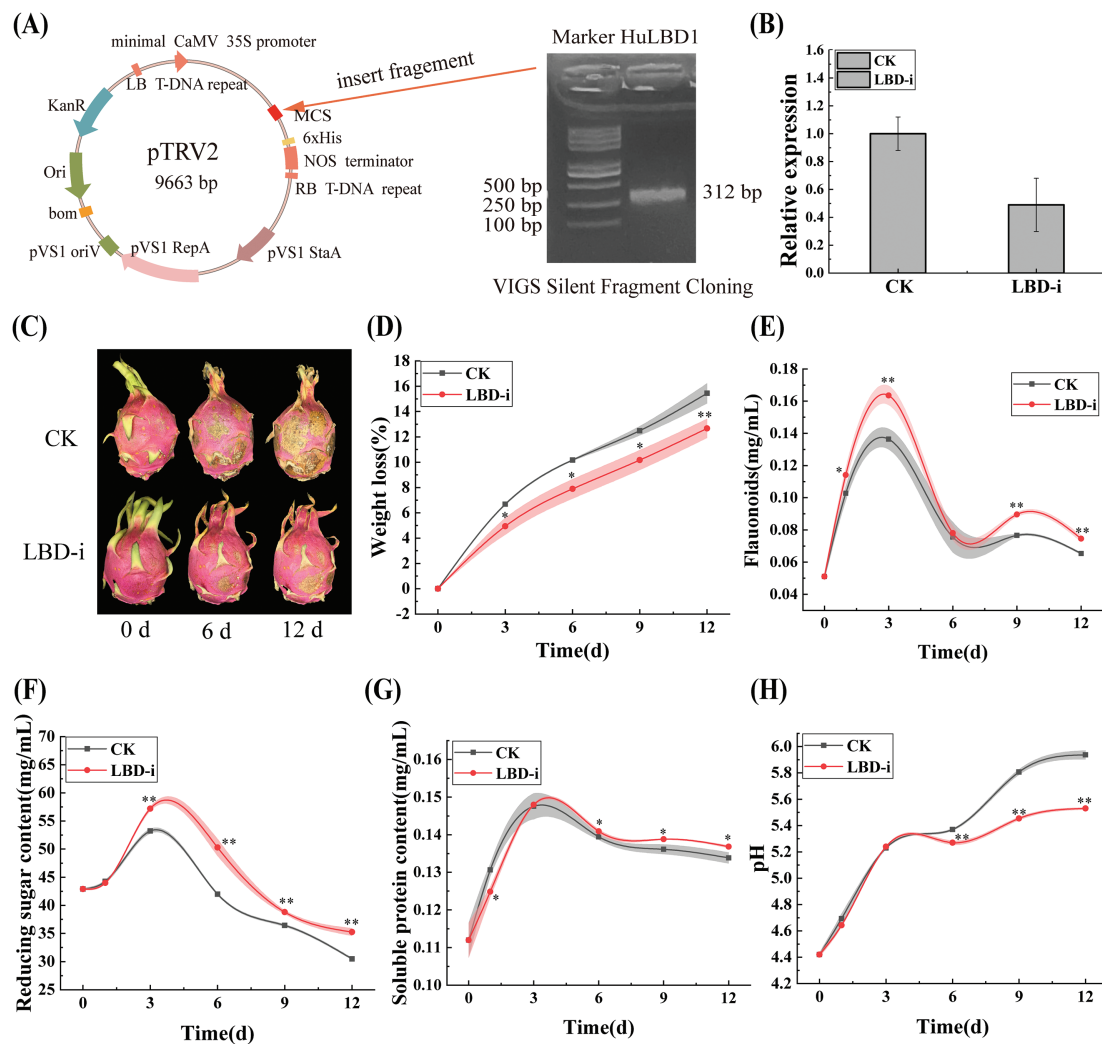 (A)
minimal CaMV 35S promoter
LB T-DNA repeat
KanR
MCS
6xHis
pTRV2
9663 bp
NOS terminator
RB T-DNA repeat
Ori
bom
pVS1 oriV
pVS1 RepA
pVS1 StaA
insert fragement
Marker HuLBD1
500 bp
250 bp
100 bp
312 bp
VIGS Silent Fragment Cloning
(B)
Relative expression
1.6
1.4
1.2
1.0
0.8
0.6
0.4
0.2
0.0
CK
LBD-i
CK
LBD-i
(C)
CK
LBD-i
0 d
6 d
12 d
(D)
Weight loss(%)
18
16
14
12
10
8
6
4
2
0
-2
CK
LBD-i
*
*
*
**
0
3
6
9
12
Time(d)
(E)
Flauonoids(mg/mL)
0.18
0.16
0.14
0.12
0.10
0.08
0.06
0.04
CK
LBD-i
*
**
**
**
0
3
6
9
12
Time(d)
(F)
Reducing sugar content(mg/mL)
70
65
60
55
50
45
40
35
30
25
CK
LBD-i
**
**
**
**
0
3
6
9
12
Time(d)
(G)
Soluble protein content(mg/mL)
0.16
0.15
0.14
0.13
0.12
0.11
0.10
CK
LBD-i
*
*
*
*
0
3
6
9
12
Time(d)
(H)
pH
6.0
5.8
5.6
5.4
5.2
5.0
4.8
4.6
4.4
4.2
CK
LBD-i
**
**
**
0
3
6
9
12
Time(d)